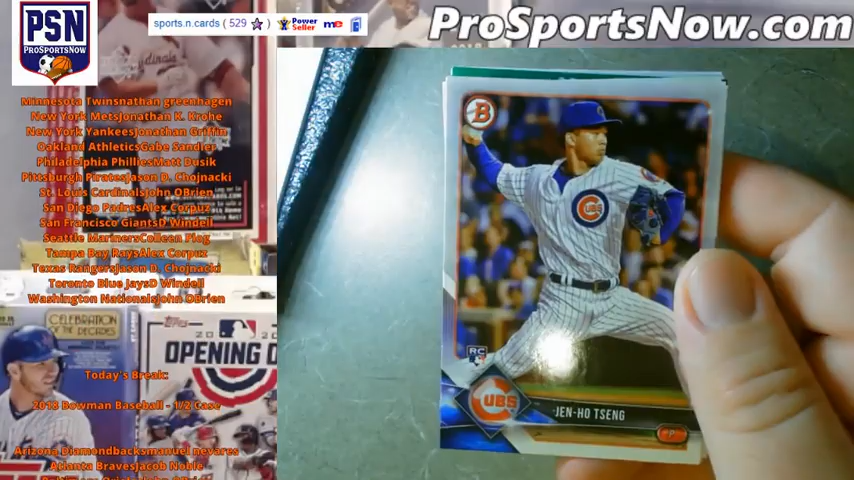 PSN
ProSportsNow
sports.n.cards (529)
Power
Seller
me
ProSportsNow.com
Minnesota Twinsnathan greenhagen
New York MetsJonathan K. Krohe
New York YankeesJonathan Griffin
Oakland AthleticsGabe Sandler
Philadelphia PhilliesMatt Dusik
Pittsburgh PiratesJason D. Chojnacki
St. Louis CardinalsJohn OBrien
San Diego PadresAlex Corpuz
San Francisco GiantsD Windell
Seattle MarinersColleen Plog
Tampa Bay RaysAlex Corpuz
Texas RangersJason D. Chojnacki
Toronto Blue JaysD Windell
Washington NationalsJohn OBrien
CELEBRATION
OF THE
DECADES
Topps
OPENING D
Today's Break:
2018 Bowman Baseball - 1/2 Case
Arizona Diamondbacksmanuel nevares
Atlanta BravesJacob Noble
B
CUBS
RC
CUBS
JEN-HO TSENG
P